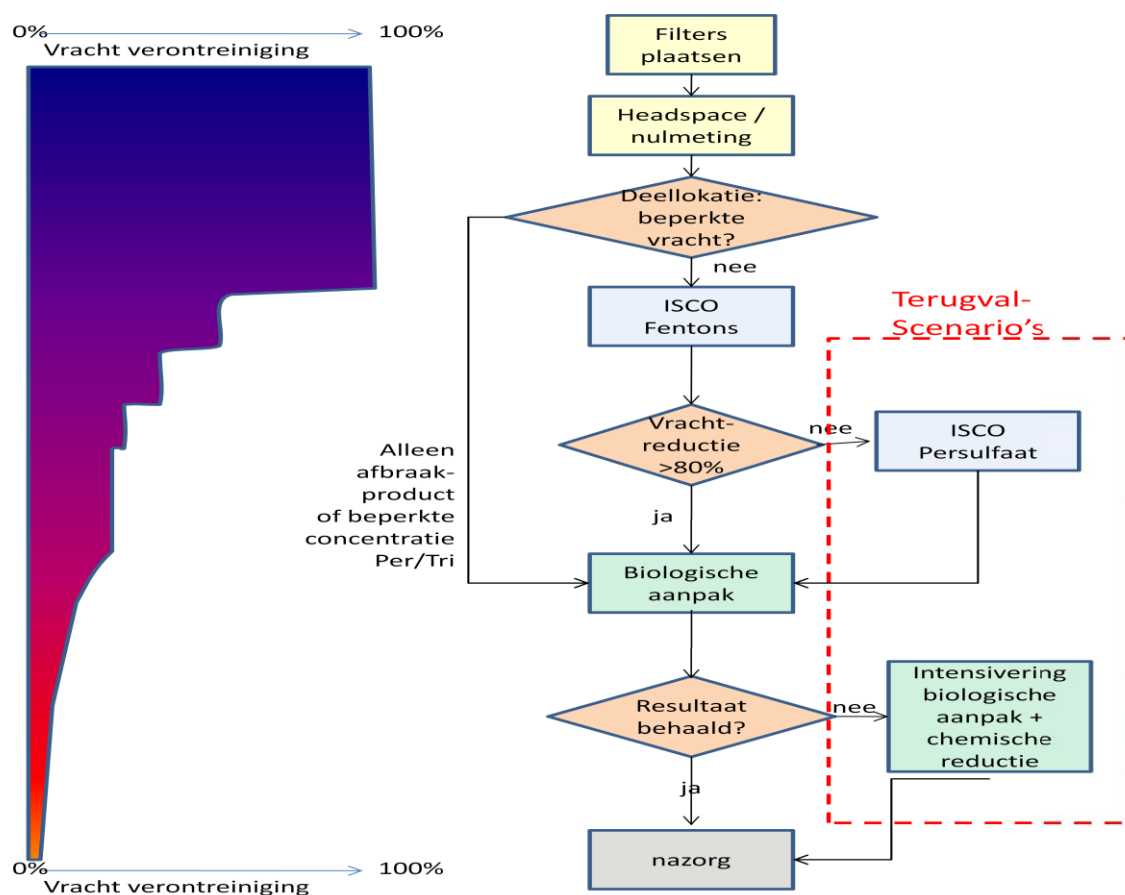 0%
100%
Vracht verontreiniging
Filters
plaatsen
Headspace /
nulmeting
Deellokatie:
beperkte
vracht?
nee
ISCO
Fentons
Terugval-
Scenario's
Vracht-
reductie
>80%
nee
ISCO
Persulfaat
Alleen
afbraak-
product
of beperkte
concentratie
Per/Tri
ja
Biologische
aanpak
Resultaat
behaald?
nee
Intensivering
biologische
aanpak +
chemische
reductie
ja
nazorg
0%
100%
Vracht verontreiniging